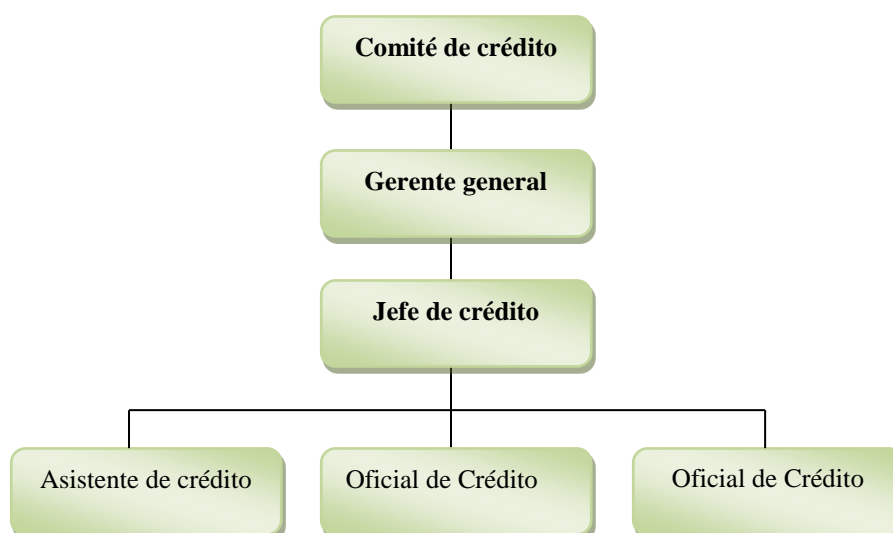 Comité de crédito
Gerente general
Jefe de crédito
Asistente de crédito
Oficial de Crédito
Oficial de Crédito